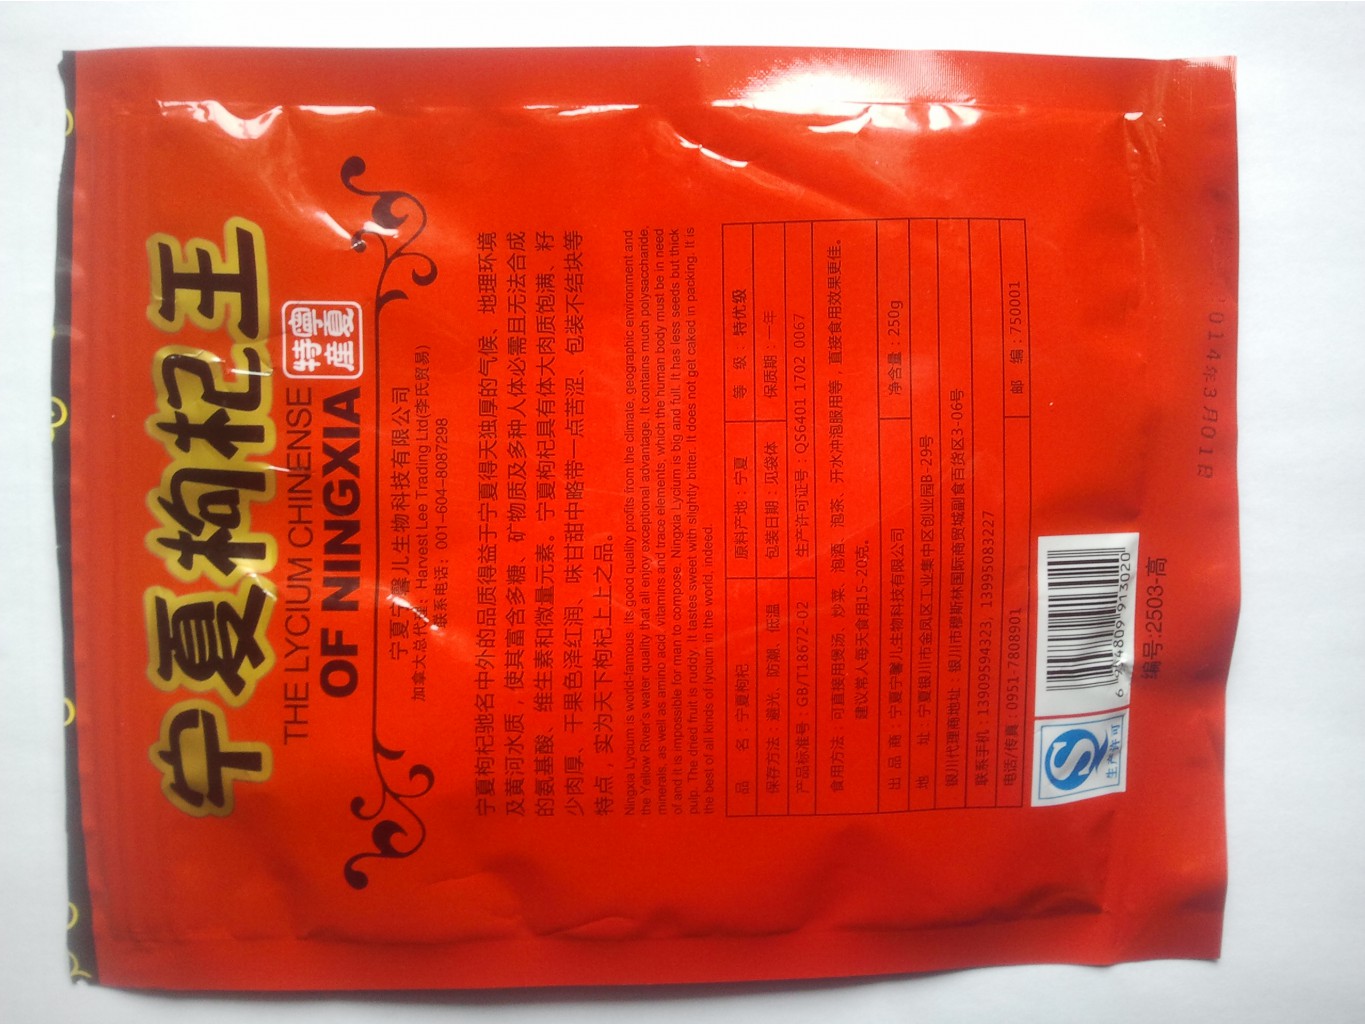 中夏枸杞王
THE LYCIUM CHINENSE
OF NINGXIA
寧夏
特産
宁夏宁馨儿生物科技有限公司
加拿大总代理：Harvest Lee Trading Ltd(李氏贸易)
联系电话：001-604-8087298
宁夏枸杞驰名中外的品质得益于宁夏得天独厚的气候、地理环境
及黄河水质，使其富含多糖、矿物质及多种人体必需且无法合成
的氨基酸、维生素和微量元素。宁夏枸杞具有体大肉质饱满、籽
少肉厚、干果色泽红润、味甘甜中略带一点苦涩、包装不结块等
特点，实为天下枸杞上上之品。
Ningxia Lycium is world-famous. Its good quality profits from the climate, geographic environment and
the Yellow River's water quality that all enjoy exceptional advantage. It contains much polysaccharide,
minerals, as well as amino acid, vitamins and trace elements, which the human body must be in need
of and it is impossible for man to compose. Ningxia Lycium is big and full. It has less seeds but thick
pulp. The dried fruit is ruddy. It tastes sweet with slightly bitter. It does not get caked in packing. It is
the best of all kinds of lycium in the world, indeed.
品 名：宁夏枸杞 原料产地：宁夏 等 级：特优级
保存方法：避光、防潮、低温 包装日期：见袋体 保质期：一年
产品标准号：GB/T18672-02 生产许可证号：QS6401 1702 0067
食用方法：可直接用煲汤、炒菜、泡酒、泡茶、开水冲泡服用等，直接食用效果更佳。
建议常人每天食用15-20克。
出 品 商：宁夏宁馨儿生物科技有限公司 净含量：250g
地 址：宁夏银川市金凤区工业集中区创业园B-29号
银川代理商地址：银川市穆斯林国际商贸城副食百货区3-06号
联系手机：13909594323, 13995083227
电话/传真：0951-7808901 邮 编：750001
生产许可
6 948091913020
编号:2503-高
014年3月01日